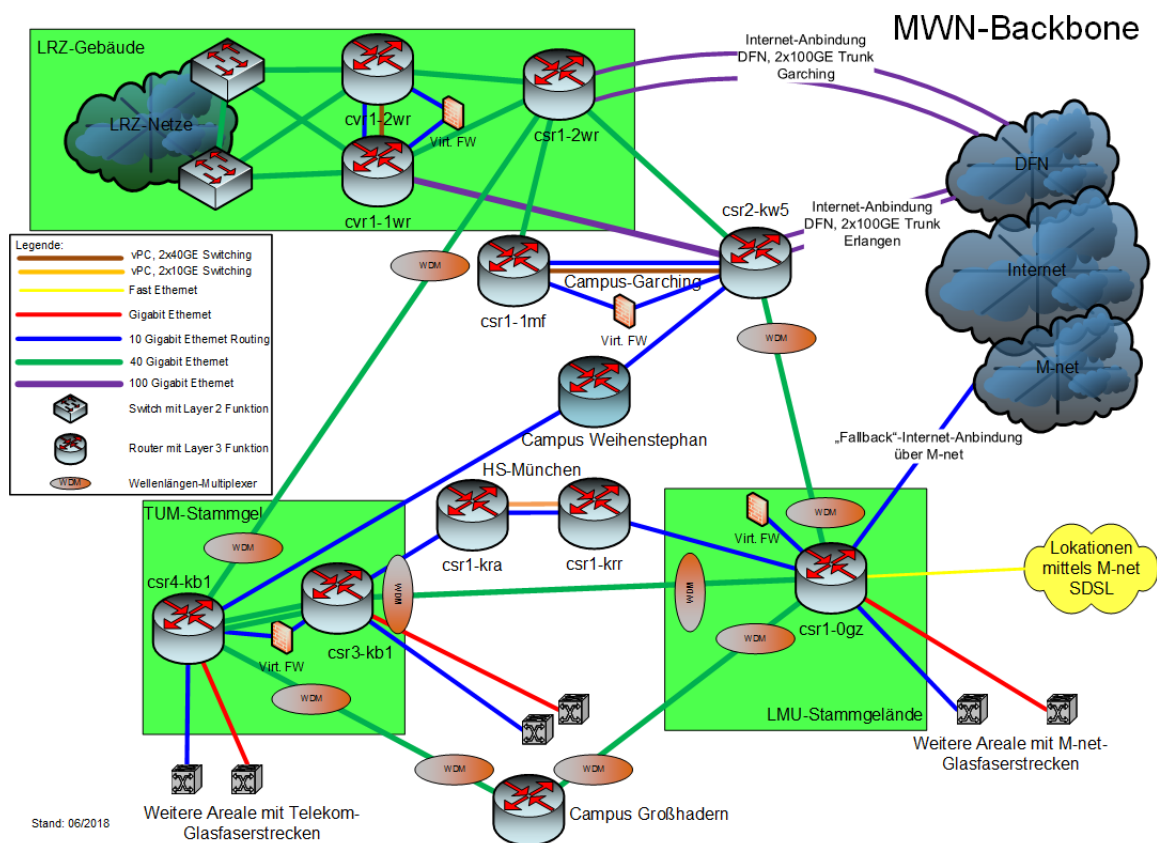 MWN-Backbone
LRZ-Gebäude
LRZ-Netze
cvr1-2wr
Virt. FW
cvr1-1wr
csr1-2wr
Internet-Anbindung
DFN, 2x100GE Trunk
Garching
DFN
csr2-kw5
Internet-Anbindung
DFN, 2x100GE Trunk
Erlangen
Internet
M-net
Legende:
vPC, 2x40GE Switching
vPC, 2x10GE Switching
Fast Ethernet
Gigabit Ethernet
10 Gigabit Ethernet Routing
40 Gigabit Ethernet
100 Gigabit Ethernet
Switch mit Layer 2 Funktion
Router mit Layer 3 Funktion
WDM
Wellenlängen-Multiplexer
WDM
Campus-Garching
csr1-1mf
Virt. FW
WDM
Campus Weihenstephan
„Fallback“-Internet-Anbindung
über M-net
HS-München
csr1-kra
csr1-krr
TUM-Stammgel
WDM
csr4-kb1
WDM
csr3-kb1
Virt. FW
WDM
WDM
Virt. FW
WDM
csr1-0gz
WDM
LMU-Stammgelände
Lokationen
mittels M-net
SDSL
Weitere Areale mit M-net-
Glasfaserstrecken
WDM
WDM
Campus Großhadern
Weitere Areale mit Telekom-
Glasfaserstrecken
Stand: 06/2018